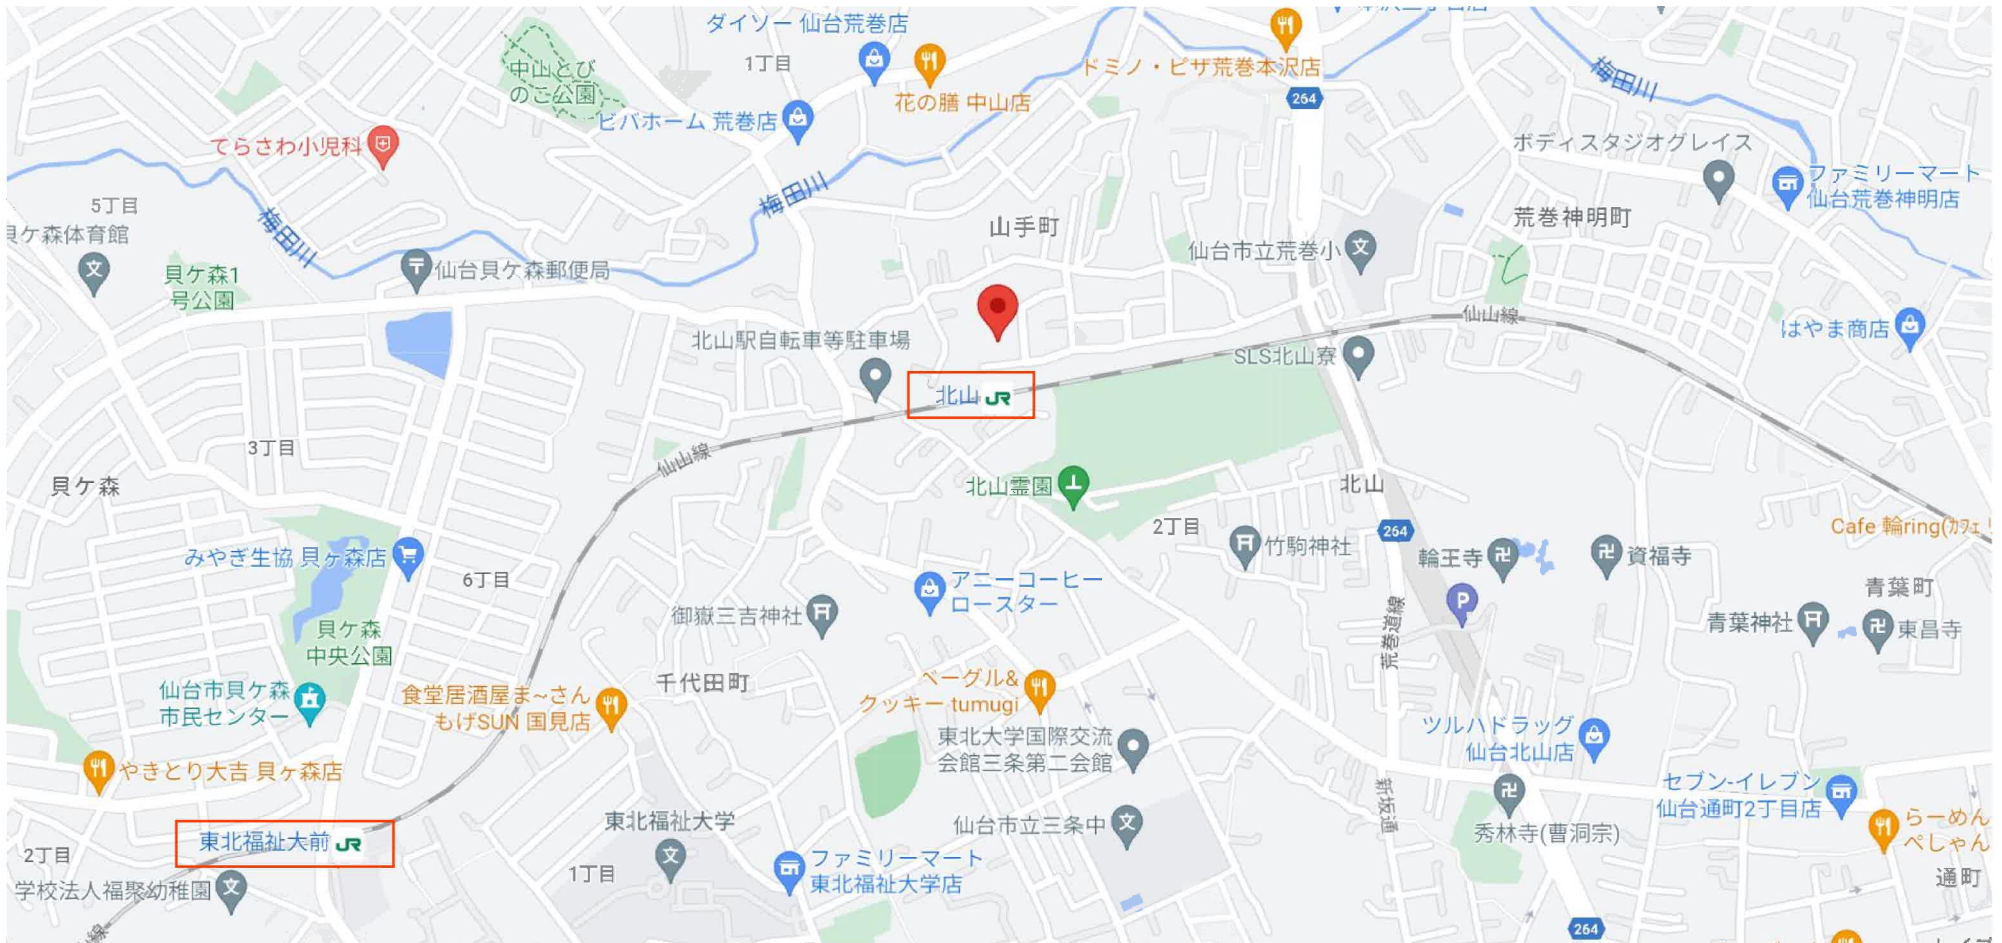 ダイソー 仙台荒巻店
1丁目
中山とび
のこ公園
花の膳 中山店
ドミノ・ピザ荒巻本沢店
264
梅田川
ビバホーム 荒巻店
てらさわ小児科
ボディスタジオグレイス
ファミリーマート
仙台荒巻神明店
5丁目
梅田川
梅田川
山手町
荒巻神明町
貝ケ森体育館
仙台市立荒巻小
貝ケ森1
号公園
仙台貝ケ森郵便局
仙山線
はやま商店
北山駅自転車等駐車場
SLS北山寮
北山 JR
3丁目
仙山線
貝ケ森
北山霊園
北山
2丁目
264
Cafe 輪ring(カフェ
みやぎ生協 貝ヶ森店
6丁目
竹駒神社
輪王寺
資福寺
アニーコーヒー
ロースター
青葉町
御嶽三吉神社
P
貝ケ森
中央公園
荒巻道線
青葉神社
東昌寺
仙台市貝ケ森
市民センター
食堂居酒屋ま~さん
もげSUN 国見店
千代田町
ベーグル&
クッキー tumugi
東北大学国際交流
会館三条第二会館
ツルハドラッグ
仙台北山店
やきとり大吉 貝ヶ森店
セブン-イレブン
仙台通町2丁目店
新坂通
東北福祉大学
仙台市立三条中
秀林寺(曹洞宗)
らーめん
ぺしゃん
東北福祉大前 JR
2丁目
1丁目
ファミリーマート
東北福祉大学店
学校法人福聚幼稚園
通町
264